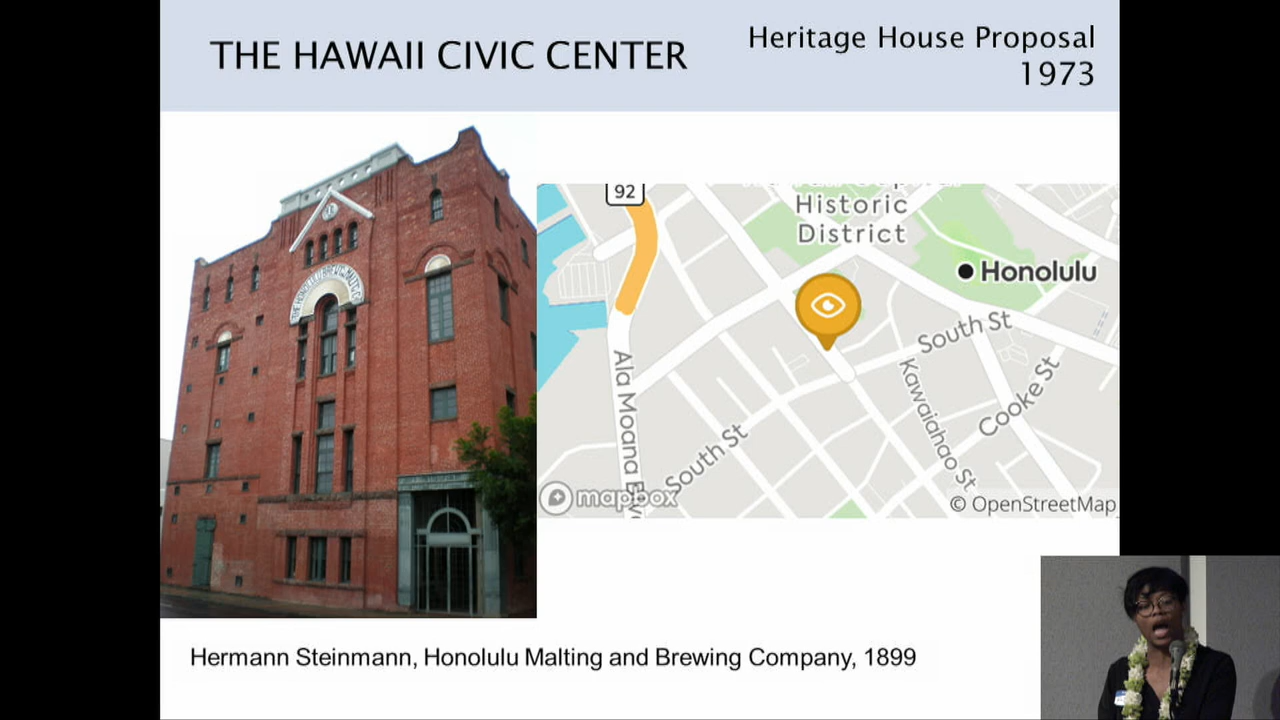 THE HAWAII CIVIC CENTER
Heritage House Proposal
1973
92
Historic
District
Honolulu
South St
Kawaiahao St
Cooke St
Ala Moana Blv
South St
mapbox
© OpenStreetMap
Hermann Steinmann, Honolulu Malting and Brewing Company, 1899